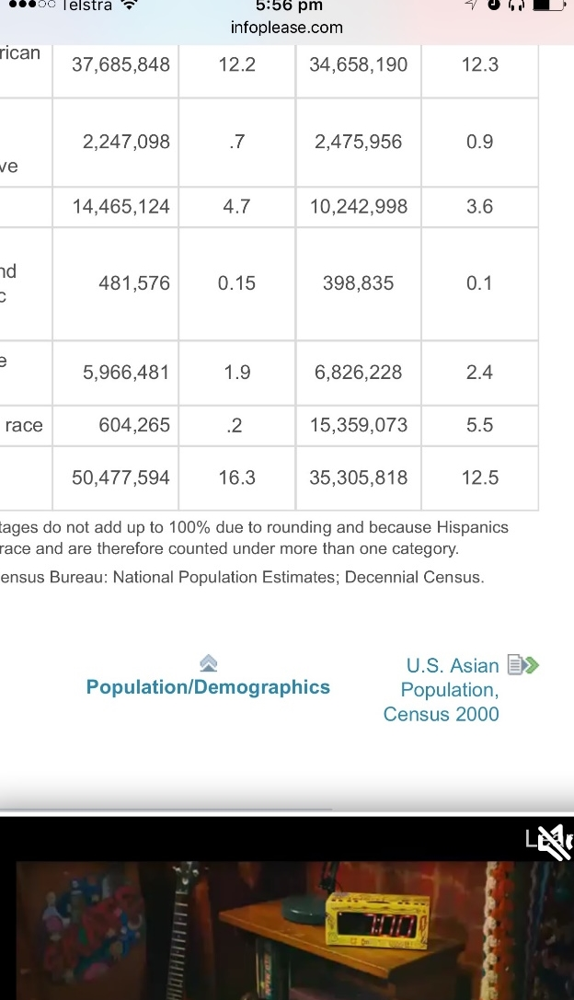 Telstra 5:56 pm
infoplease.com
rican 37,685,848 12.2 34,658,190 12.3
2,247,098 .7 2,475,956 0.9
ve
14,465,124 4.7 10,242,998 3.6
nd
481,576 0.15 398,835 0.1
c
e
5,966,481 1.9 6,826,228 2.4
race 604,265 .2 15,359,073 5.5
50,477,594 16.3 35,305,818 12.5
tages do not add up to 100% due to rounding and because Hispanics
race and are therefore counted under more than one category.
ensus Bureau: National Population Estimates; Decennial Census.
Population/Demographics
U.S. Asian
Population,
Census 2000
7:00